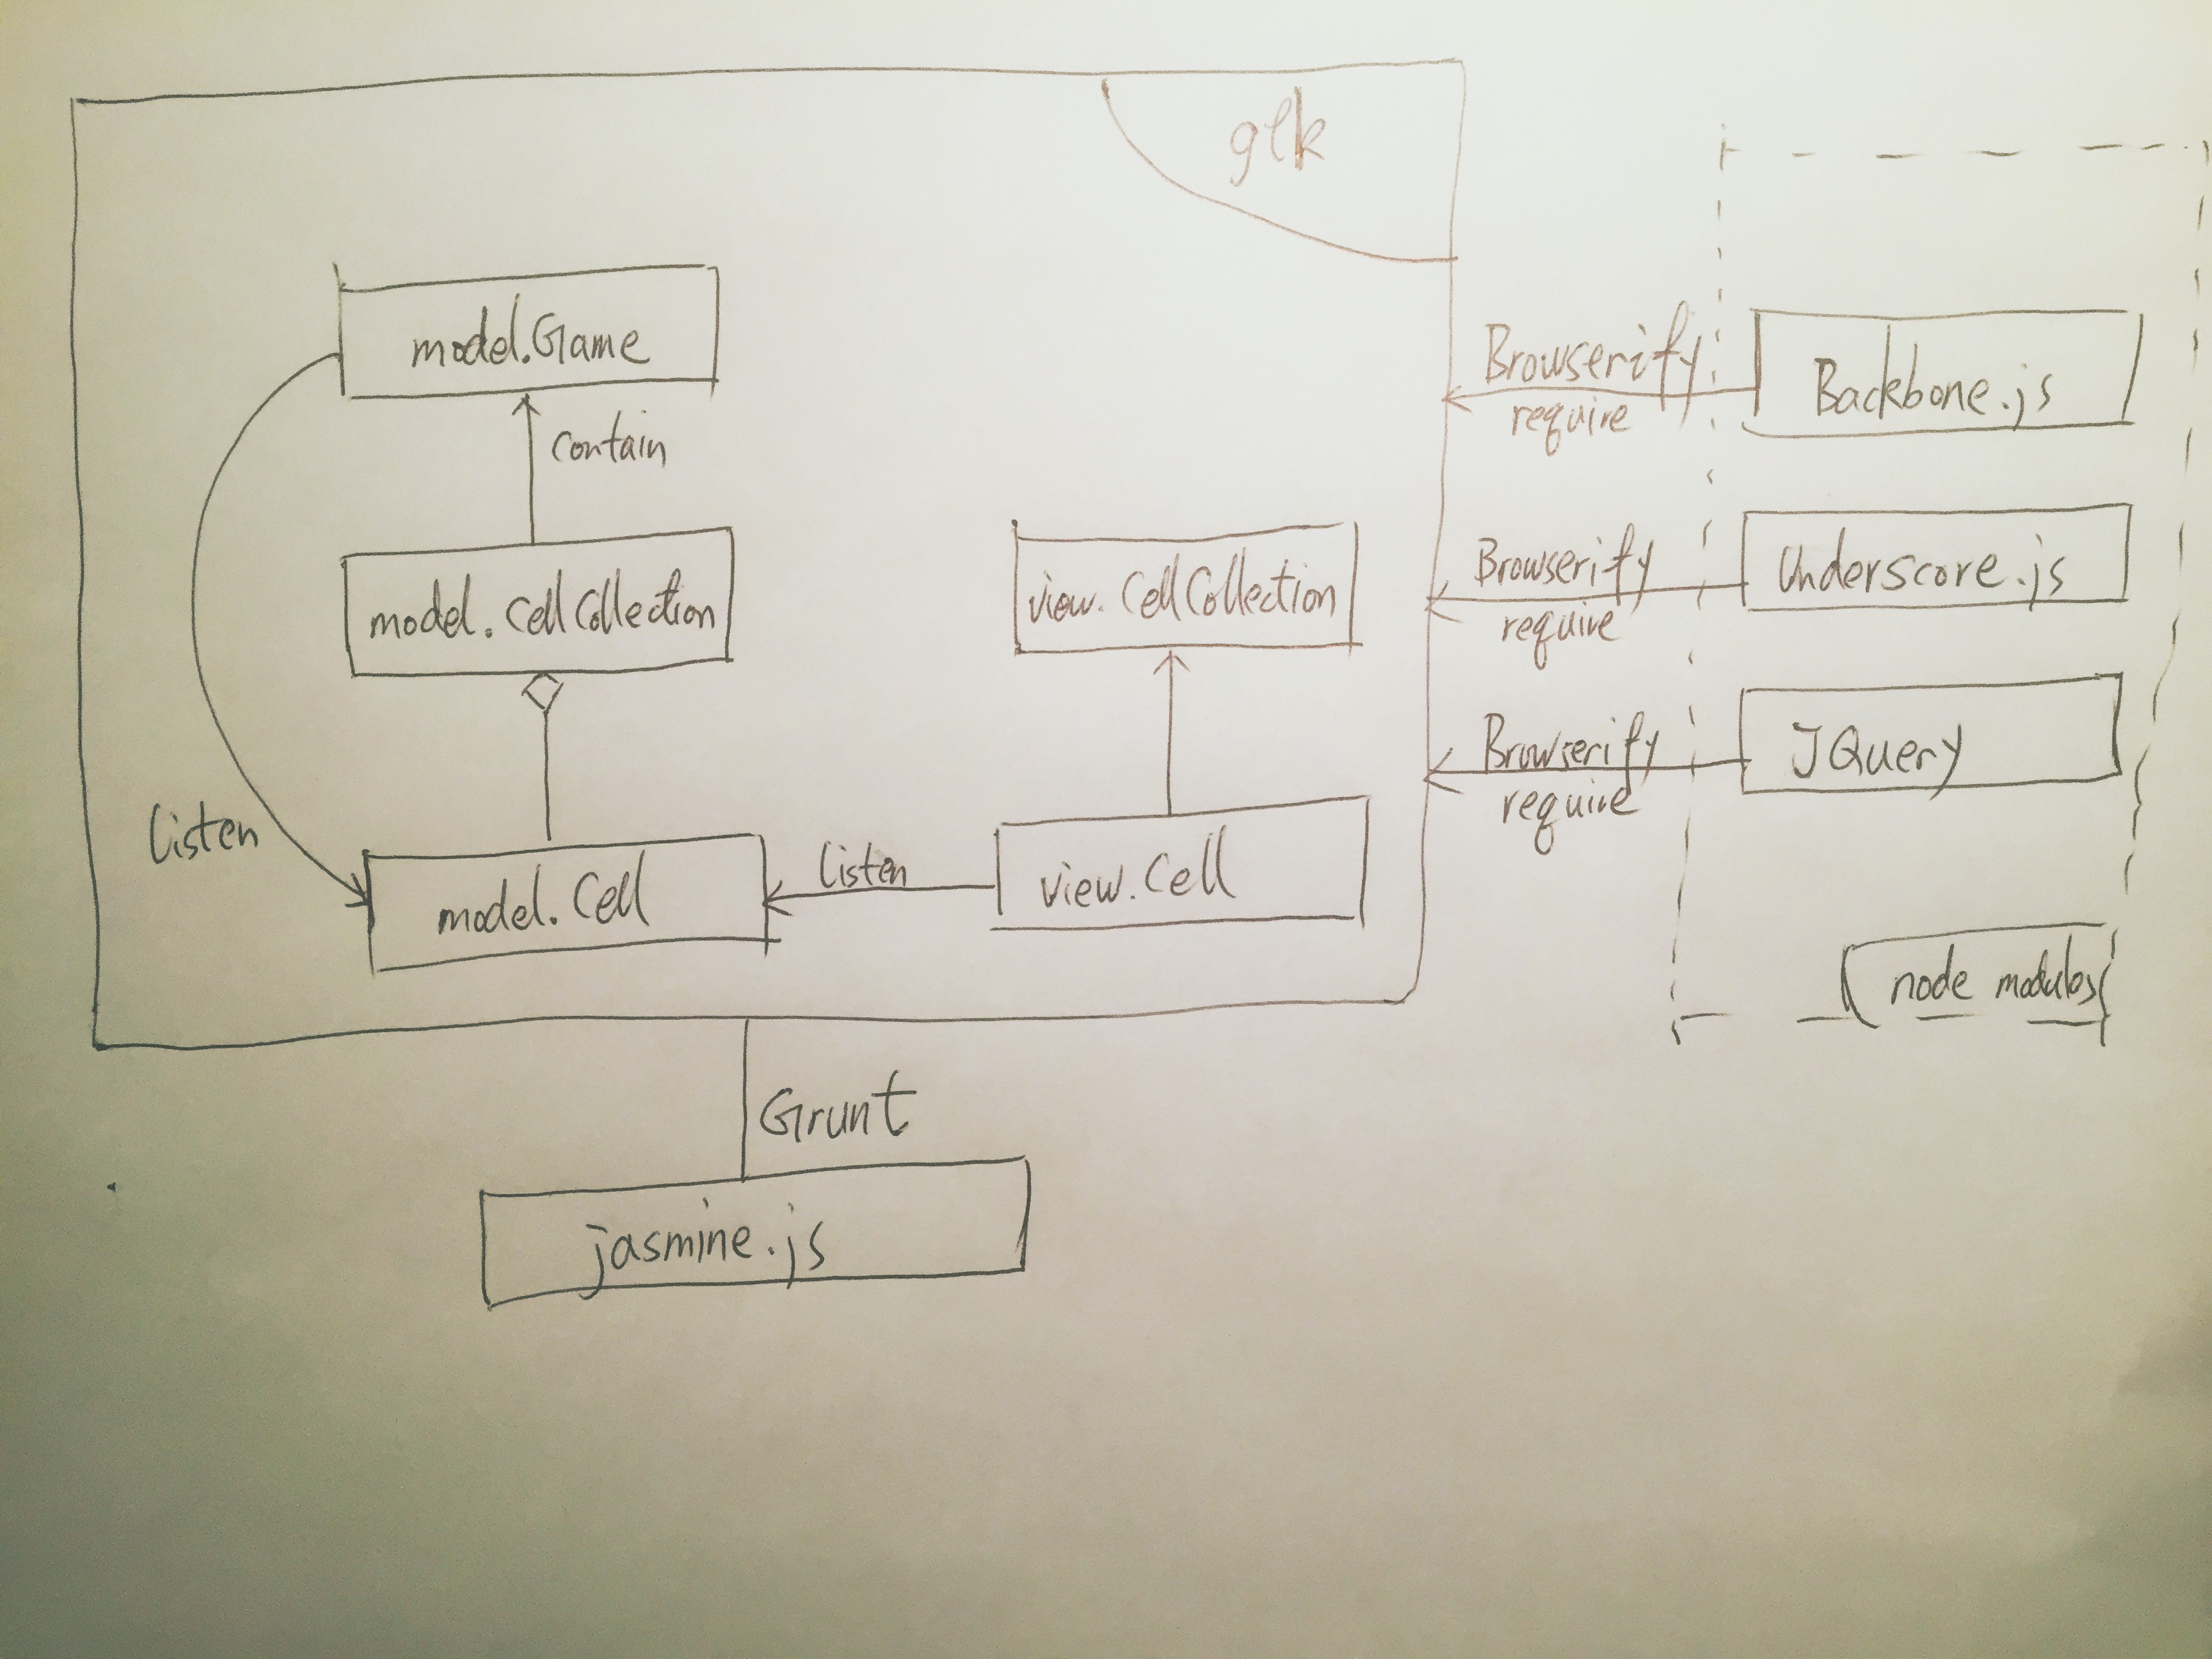 glk
model.Game
contain
model.CellCollection
view.CellCollection
Listen
model.Cell
Listen
view.Cell
Browserify
require
Backbone.js
Browserify
require
Underscore.js
Browserify
require
JQuery
node modules
Grunt
jasmine.js